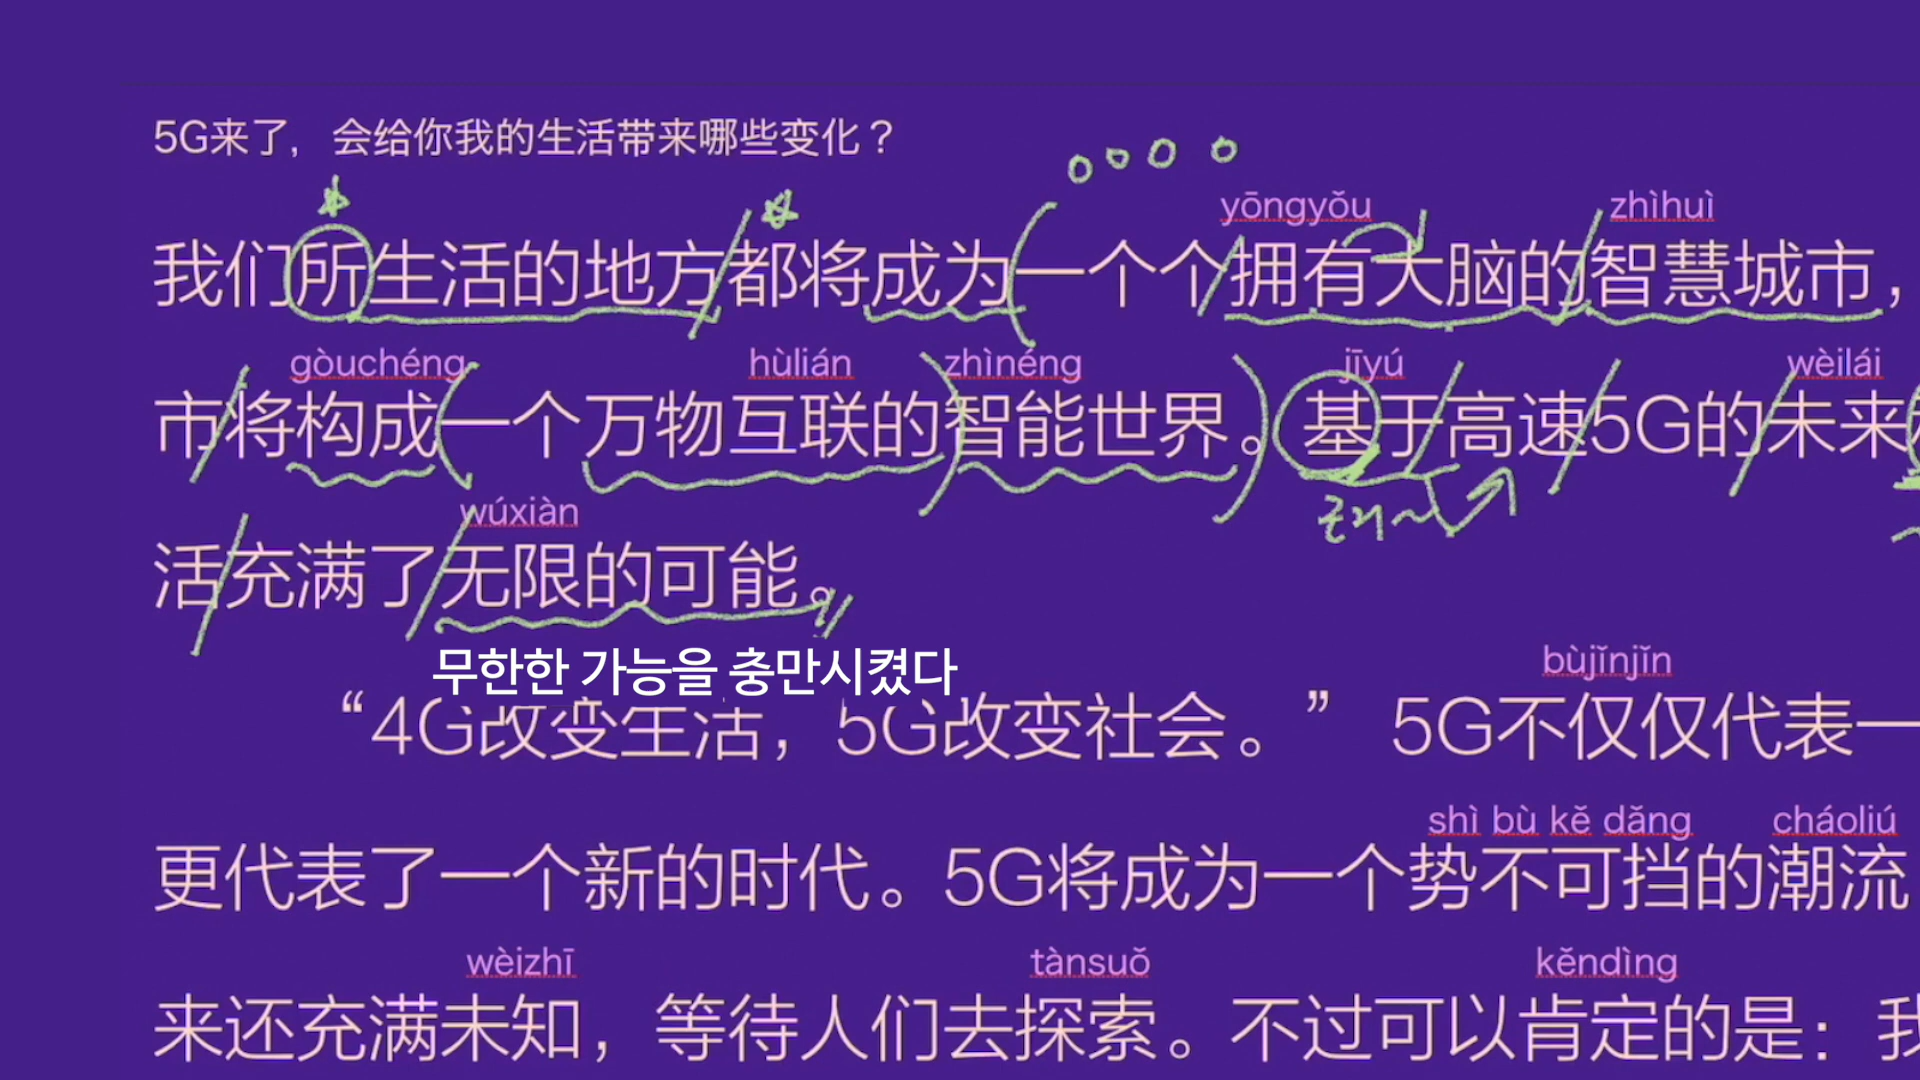 5G来了，会给你我的生活带来哪些变化？
yōngyǒu zhìhuì
我们所生活的地方都将成为一个个拥有大脑的智慧城市，
gòuchéng hùlián zhìnéng jīyú wèilái
市将构成一个万物互联的智能世界。基于高速5G的未来
wúxiàn
活充满了无限的可能。
무한한 가능을 충만시켰다
bùjǐnjǐn
“4G改变生活，5G改变社会。” 5G不仅仅代表一
shì bù kě dǎng cháoliú
更代表了一个新的时代。5G将成为一个势不可挡的潮流
wèizhī tànsuǒ kěndìng
来还充满未知，等待人们去探索。不过可以肯定的是：我